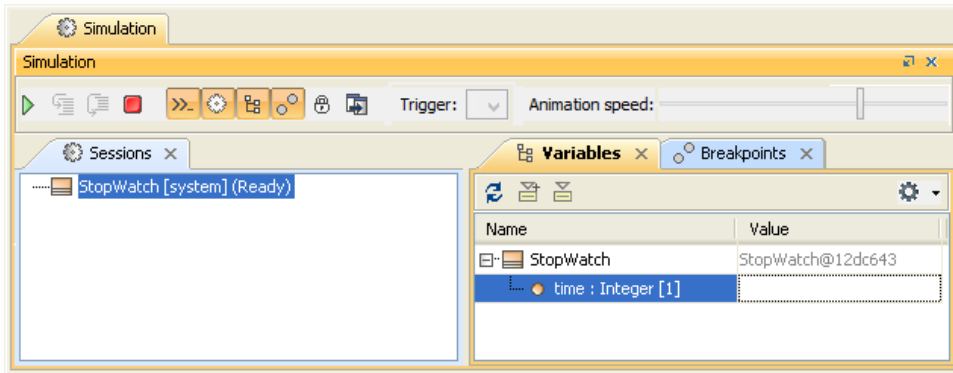 Simulation
Simulation
Trigger: Animation speed:
Sessions
StopWatch [system] (Ready)
Variables Breakpoints
Name Value
StopWatch StopWatch@12dc643
time : Integer [1]